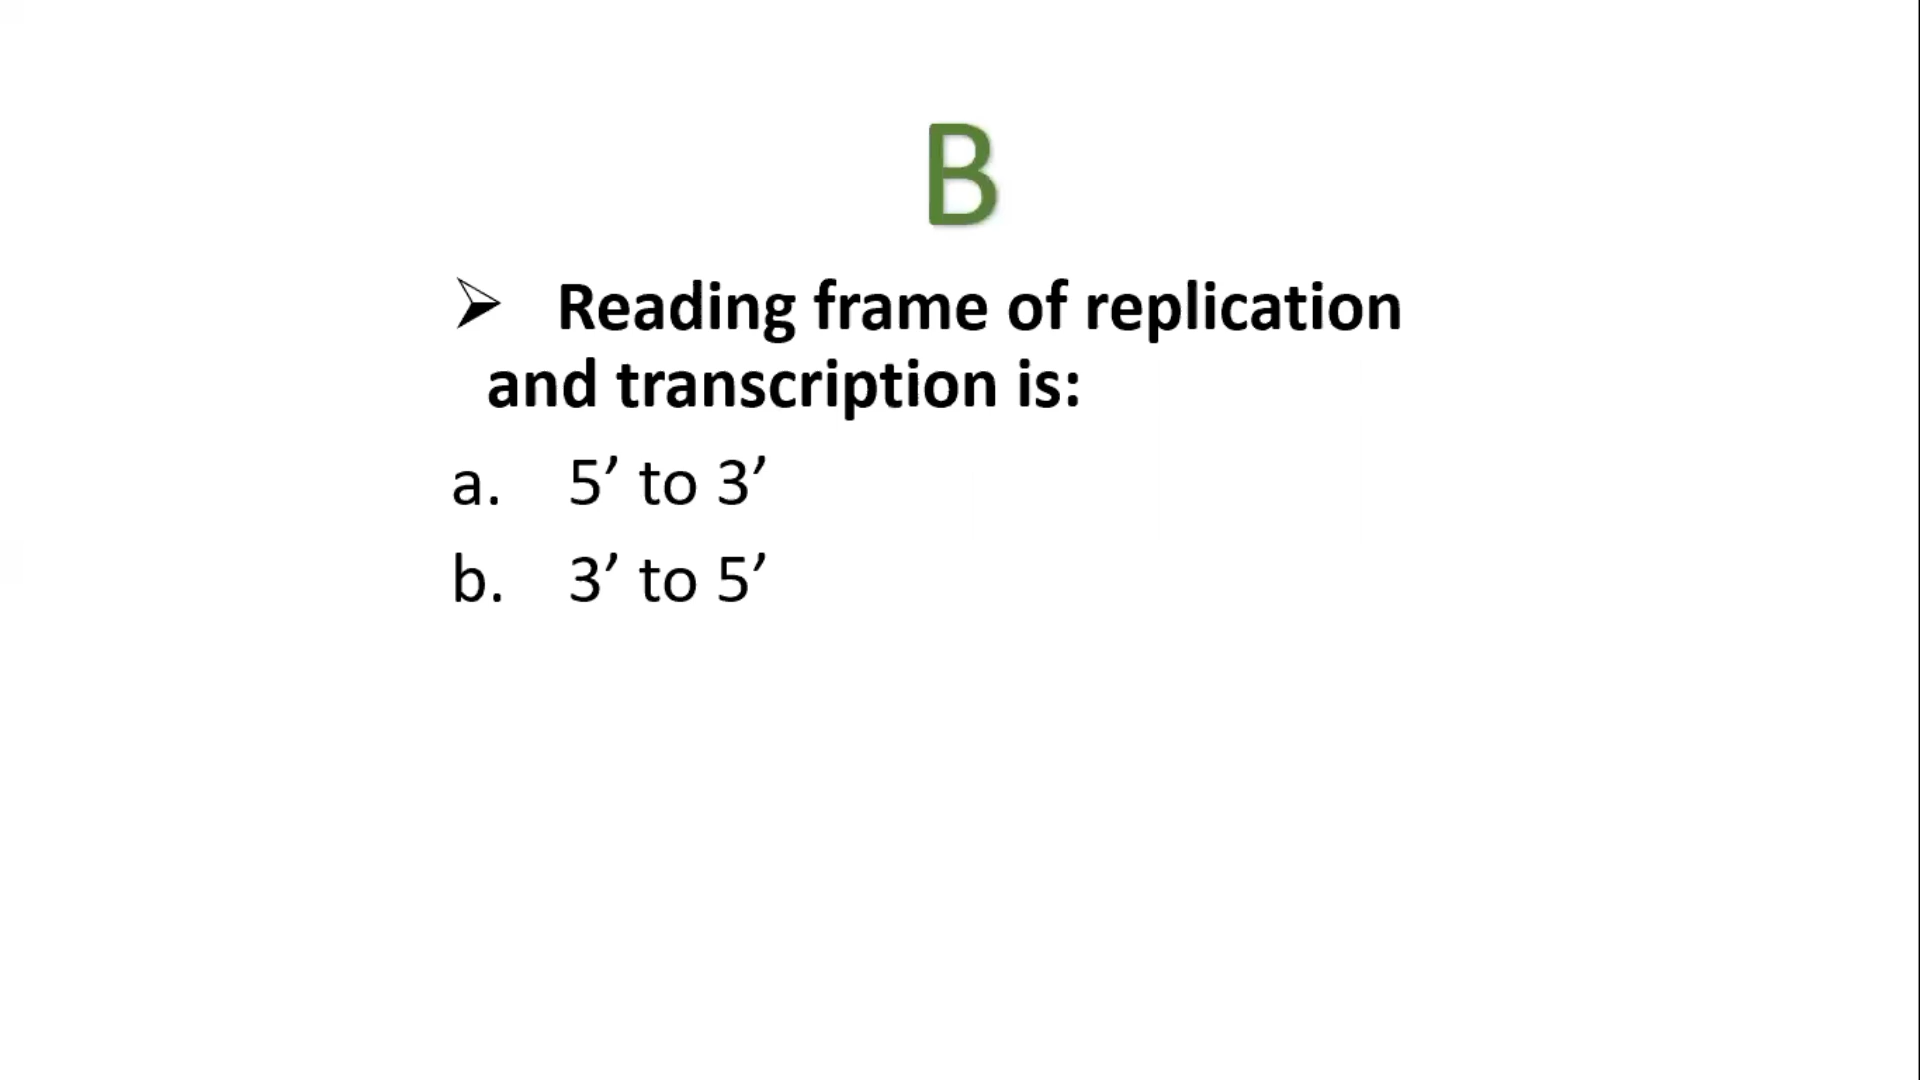 B
➢ Reading frame of replication
and transcription is:
a. 5′ to 3′
b. 3′ to 5′